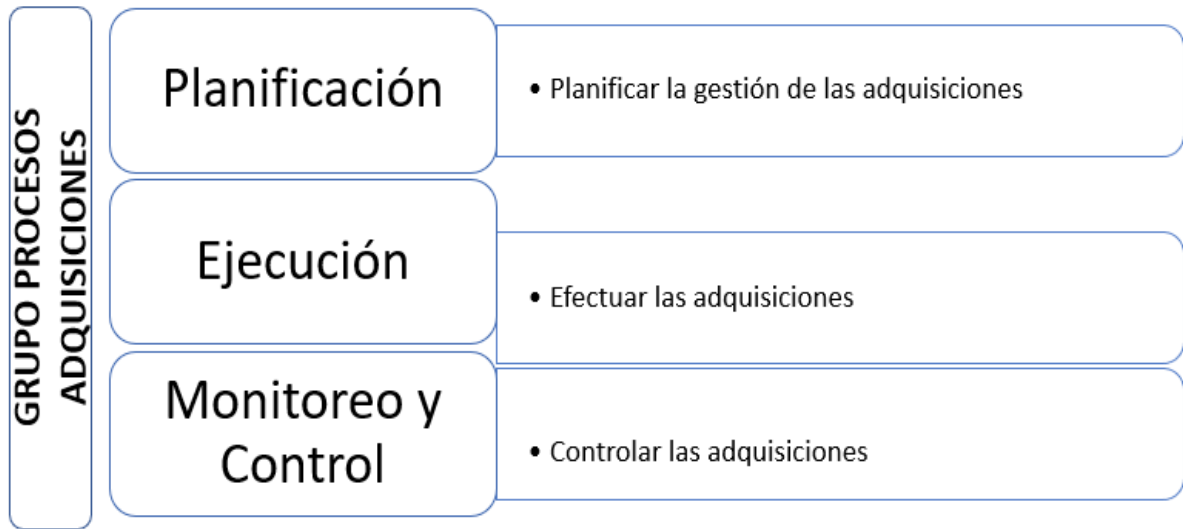 GRUPO PROCESOS
ADQUISICIONES
Planificación
• Planificar la gestión de las adquisiciones
Ejecución
• Efectuar las adquisiciones
Monitoreo y
Control
• Controlar las adquisiciones